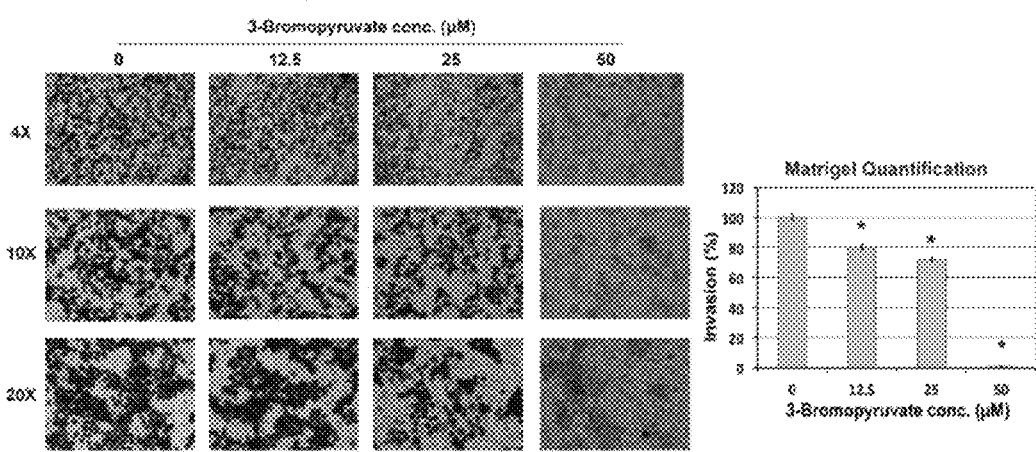 3-Bromopyruvate conc. (µM)
0 12.5 25 50
4X
10X
20X
Matrigel Quantification
120
100
80
60
40
20
0
Invasion (%)
* * *
0 12.5 25 50
3-Bromopyruvate conc. (µM)